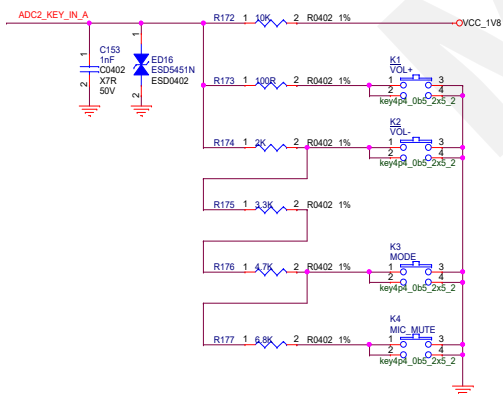 ADC2_KEY_IN_A
R172 1 10K 2 R0402 1%
VCC_1V8
1 C153
1nF
C0402
2 X7R
50V
1 ED16
ESD5451N
2 ESD0402
R173 1 100R 2 R0402 1%
K1
VOL+
1 3
2 4
key4p4_0b5_2x5_2
R174 1 2K 2 R0402 1%
K2
VOL-
1 3
2 4
key4p4_0b5_2x5_2
R175 1 3.3K 2 R0402 1%
R176 1 4.7K 2 R0402 1%
K3
MODE
1 3
2 4
key4p4_0b5_2x5_2
R177 1 6.8K 2 R0402 1%
K4
MIC_MUTE
1 3
2 4
key4p4_0b5_2x5_2